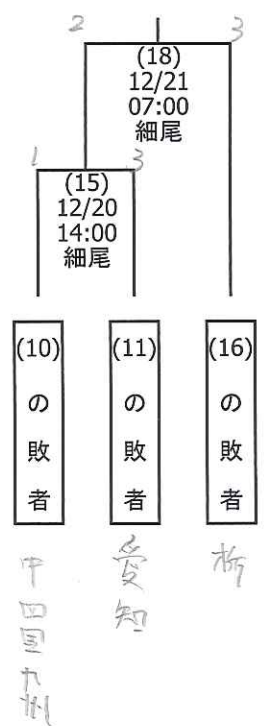 2 3
(18)
12/21
07:00
細尾
1 3
(15)
12/20
14:00
細尾
(10)の敗者
(11)の敗者
(16)の敗者
中四国九州
愛知
栃